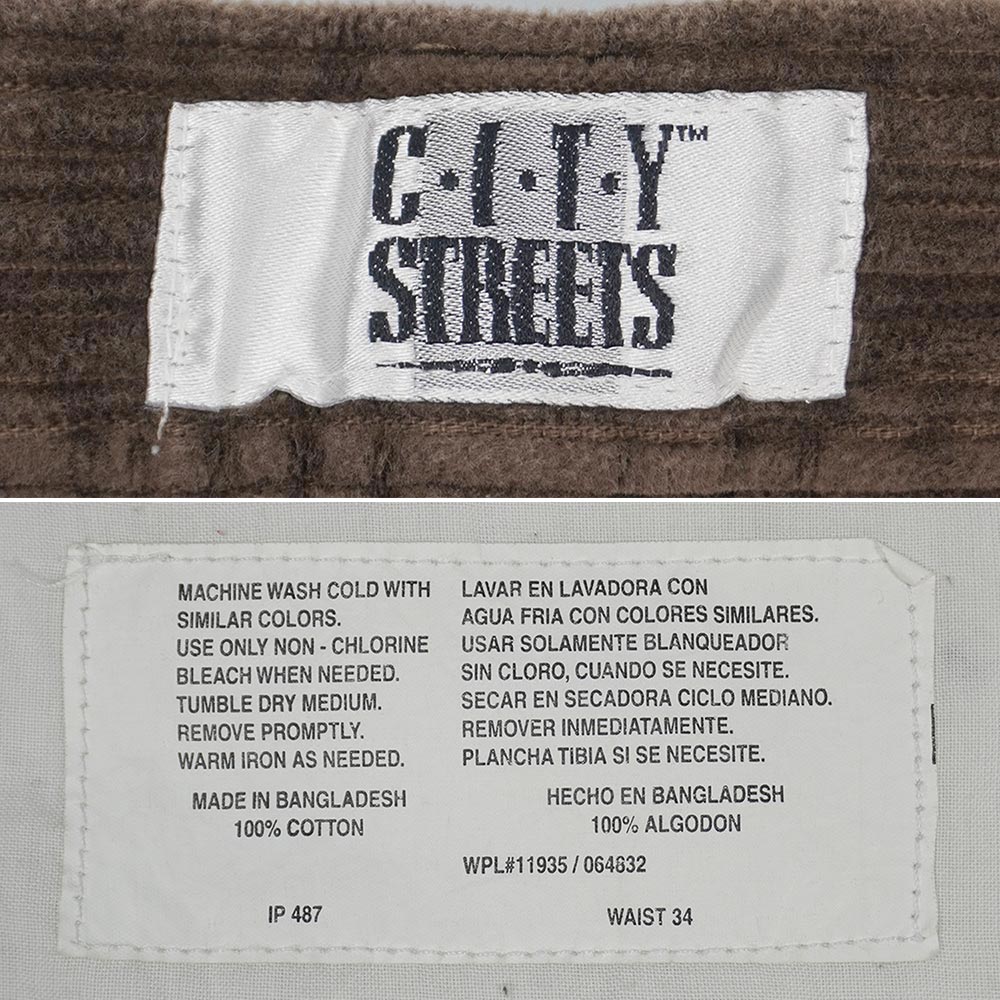 C·I·T·Y™
STREETS
MACHINE WASH COLD WITH
SIMILAR COLORS.
USE ONLY NON - CHLORINE
BLEACH WHEN NEEDED.
TUMBLE DRY MEDIUM.
REMOVE PROMPTLY.
WARM IRON AS NEEDED.
MADE IN BANGLADESH
100% COTTON
IP 487
LAVAR EN LAVADORA CON
AGUA FRIA CON COLORES SIMILARES.
USAR SOLAMENTE BLANQUEADOR
SIN CLORO, CUANDO SE NECESITE.
SECAR EN SECADORA CICLO MEDIANO.
REMOVER INMEDIATAMENTE.
PLANCHA TIBIA SI SE NECESITE.
HECHO EN BANGLADESH
100% ALGODON
WPL#11935 / 064832
WAIST 34